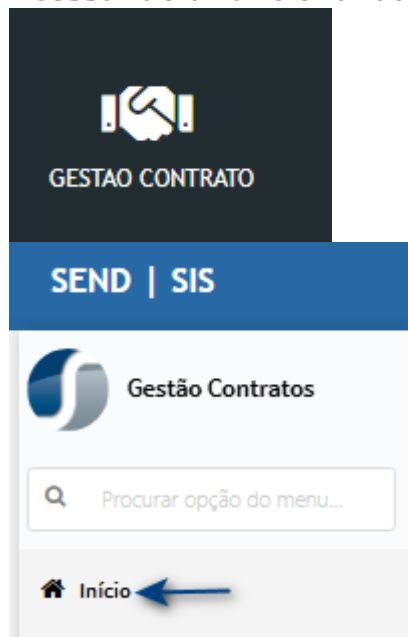 GESTAO CONTRATO
SEND | SIS
Gestão Contratos
Procurar opção do menu...
Início